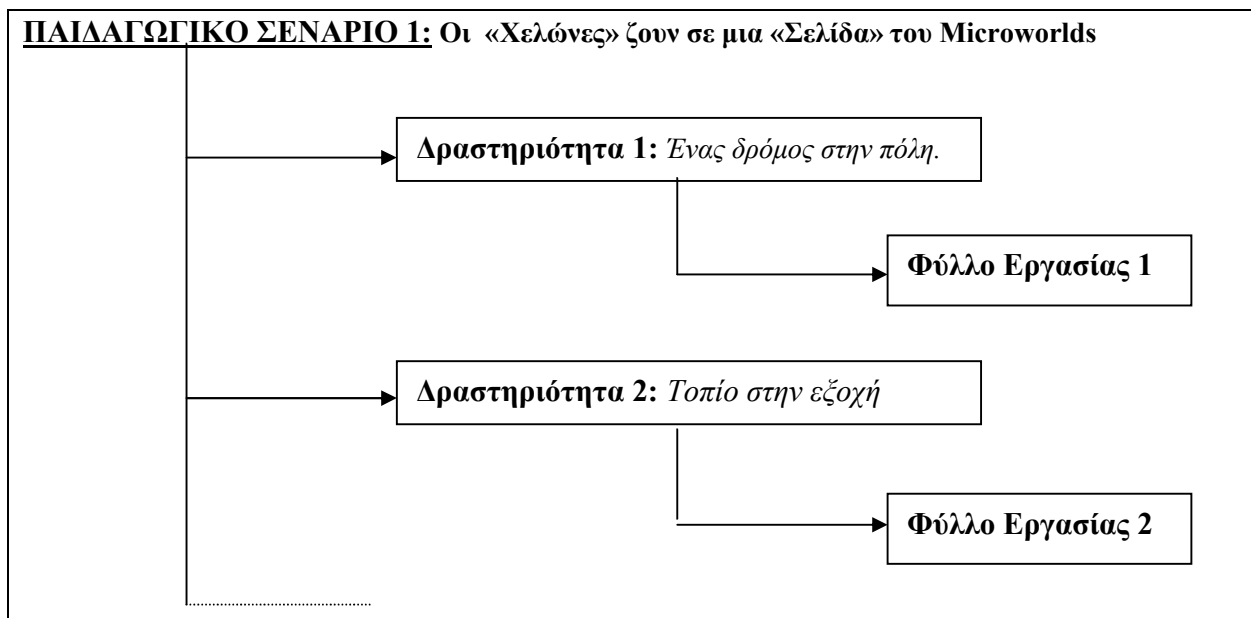 ΠΑΙΔΑΓΩΓΙΚΟ ΣΕΝΑΡΙΟ 1: Οι «Χελώνες» ζουν σε μια «Σελίδα» του Microworlds
Δραστηριότητα 1: Ένας δρόμος στην πόλη.
Φύλλο Εργασίας 1
Δραστηριότητα 2: Τοπίο στην εξοχή
Φύλλο Εργασίας 2